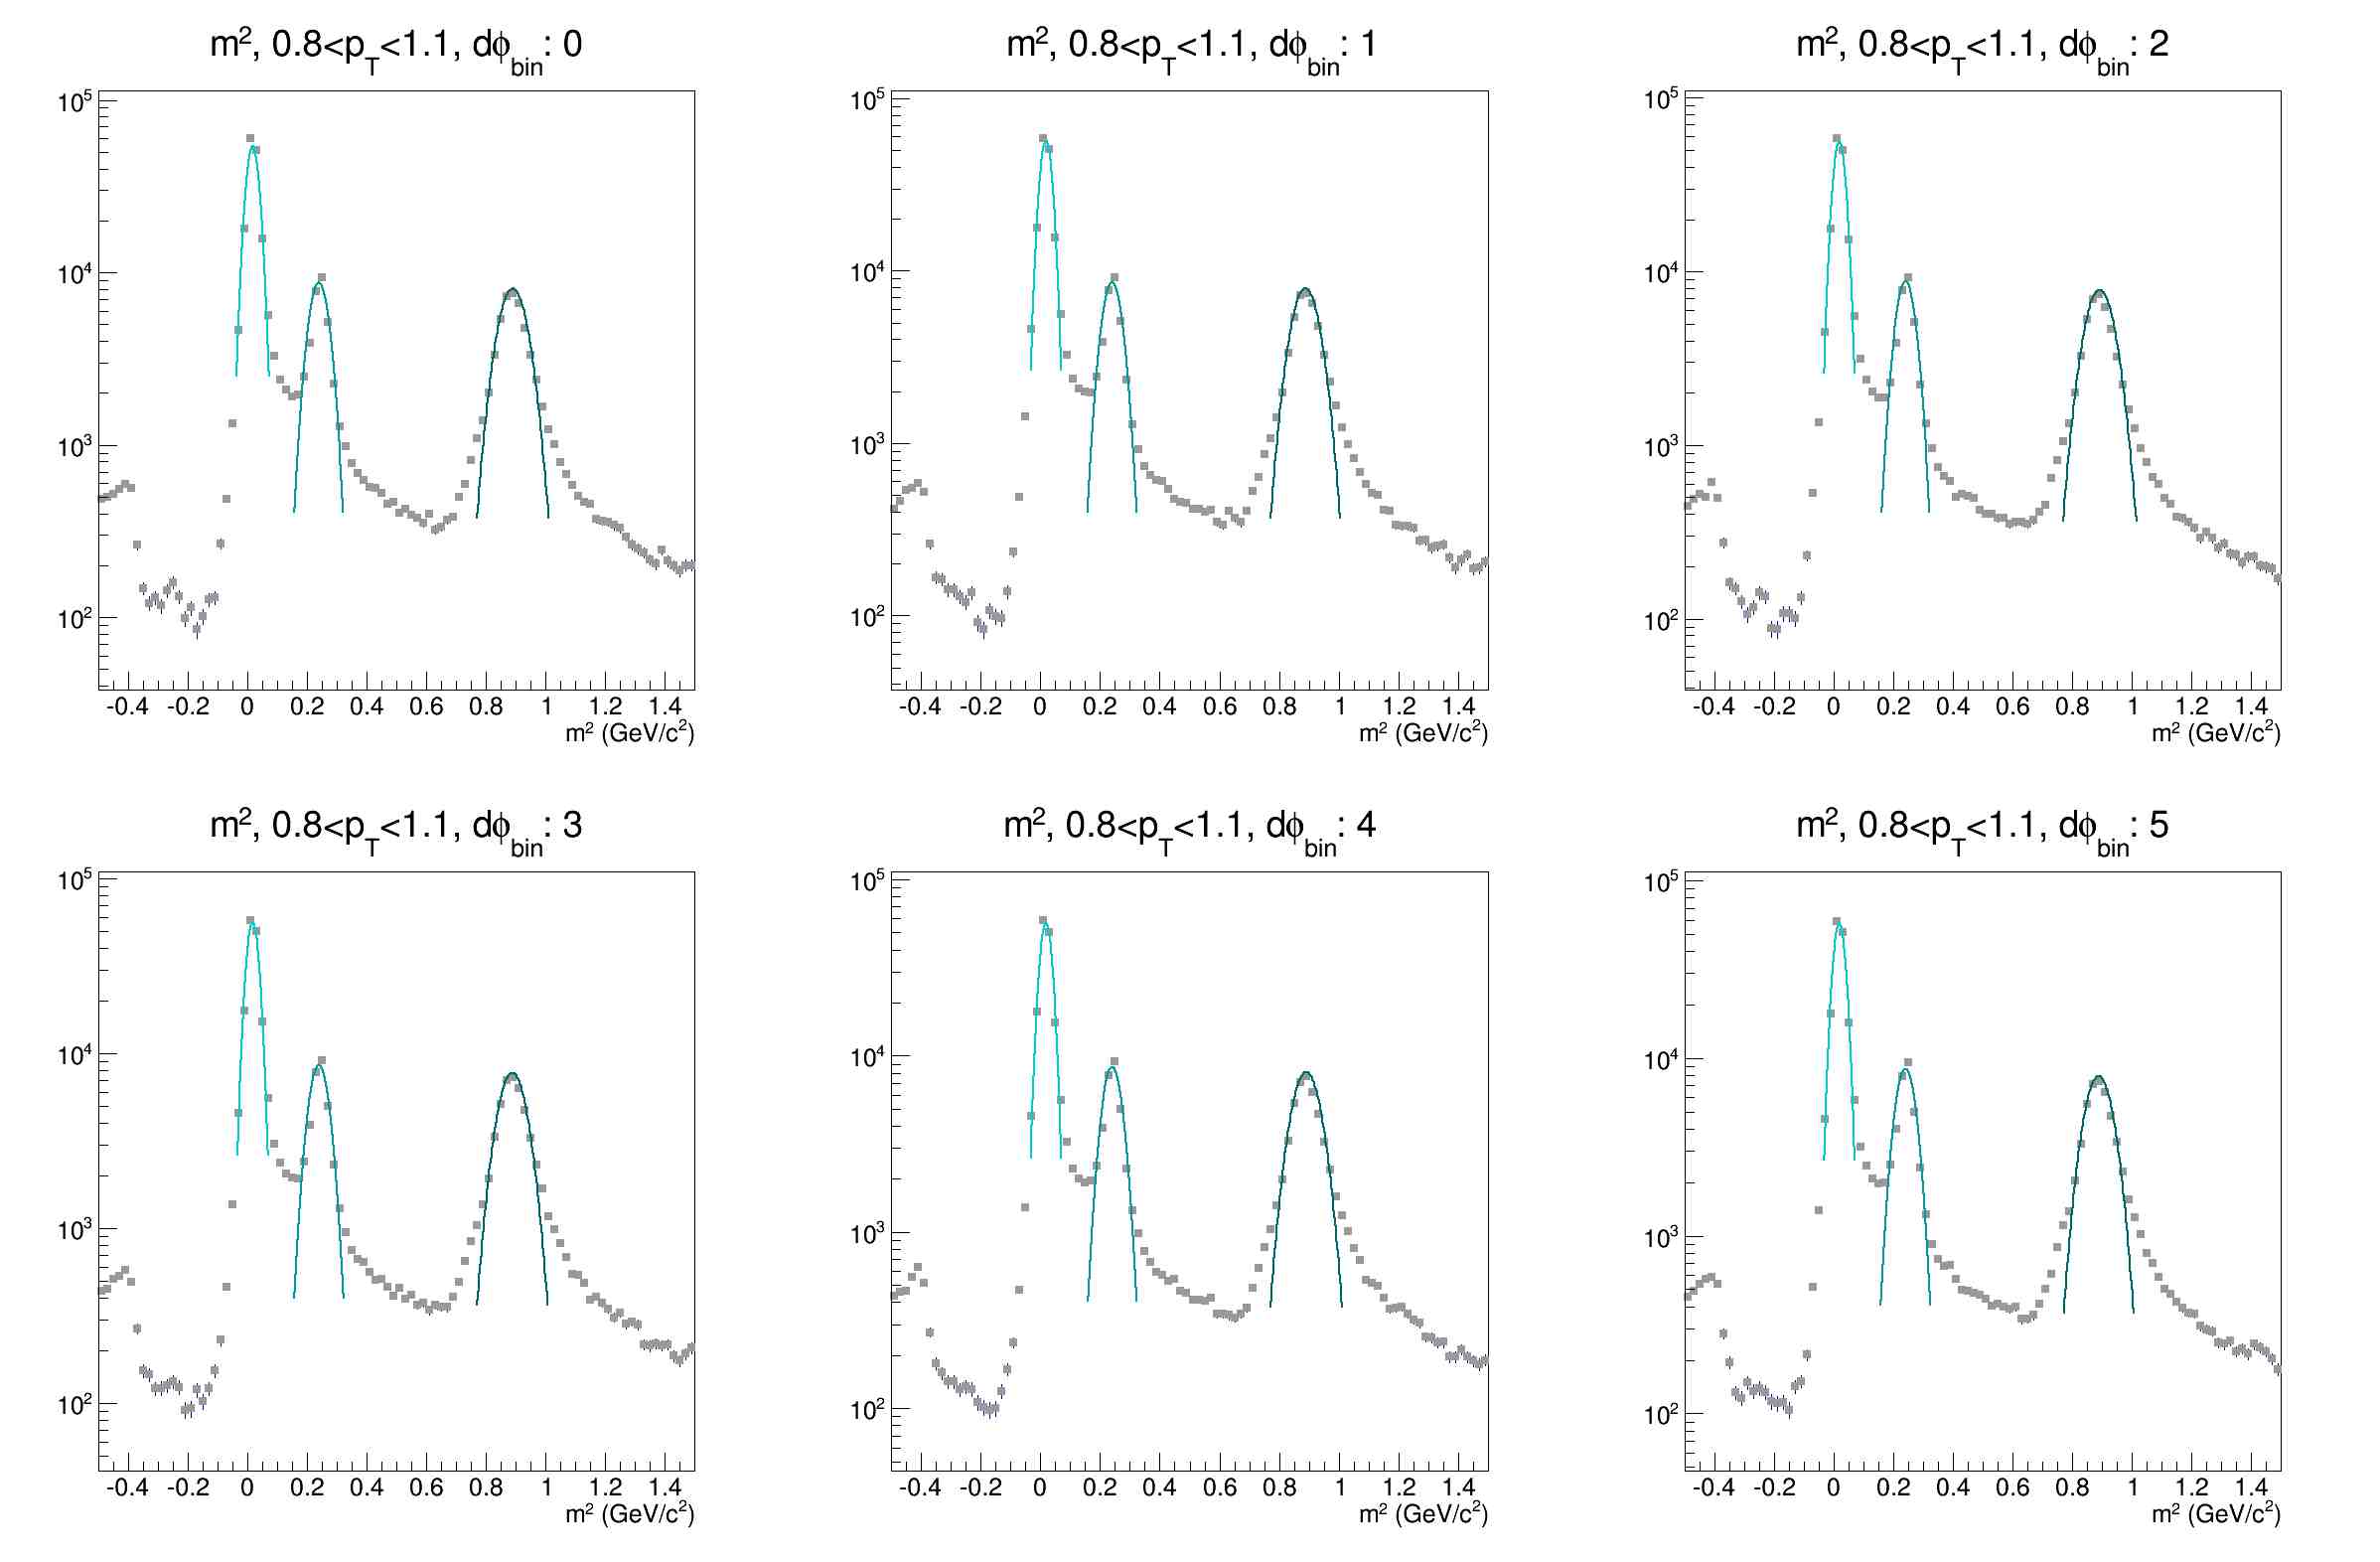 m², 0.8<p_T<1.1, dϕ_bin: 0
10⁵
10⁴
10³
10²
-0.4 -0.2 0 0.2 0.4 0.6 0.8 1 1.2 1.4
m² (GeV/c²)
m², 0.8<p_T<1.1, dϕ_bin: 1
10⁵
10⁴
10³
10²
-0.4 -0.2 0 0.2 0.4 0.6 0.8 1 1.2 1.4
m² (GeV/c²)
m², 0.8<p_T<1.1, dϕ_bin: 2
10⁵
10⁴
10³
10²
-0.4 -0.2 0 0.2 0.4 0.6 0.8 1 1.2 1.4
m² (GeV/c²)
m², 0.8<p_T<1.1, dϕ_bin: 3
10⁵
10⁴
10³
10²
-0.4 -0.2 0 0.2 0.4 0.6 0.8 1 1.2 1.4
m² (GeV/c²)
m², 0.8<p_T<1.1, dϕ_bin: 4
10⁵
10⁴
10³
10²
-0.4 -0.2 0 0.2 0.4 0.6 0.8 1 1.2 1.4
m² (GeV/c²)
m², 0.8<p_T<1.1, dϕ_bin: 5
10⁵
10⁴
10³
10²
-0.4 -0.2 0 0.2 0.4 0.6 0.8 1 1.2 1.4
m² (GeV/c²)